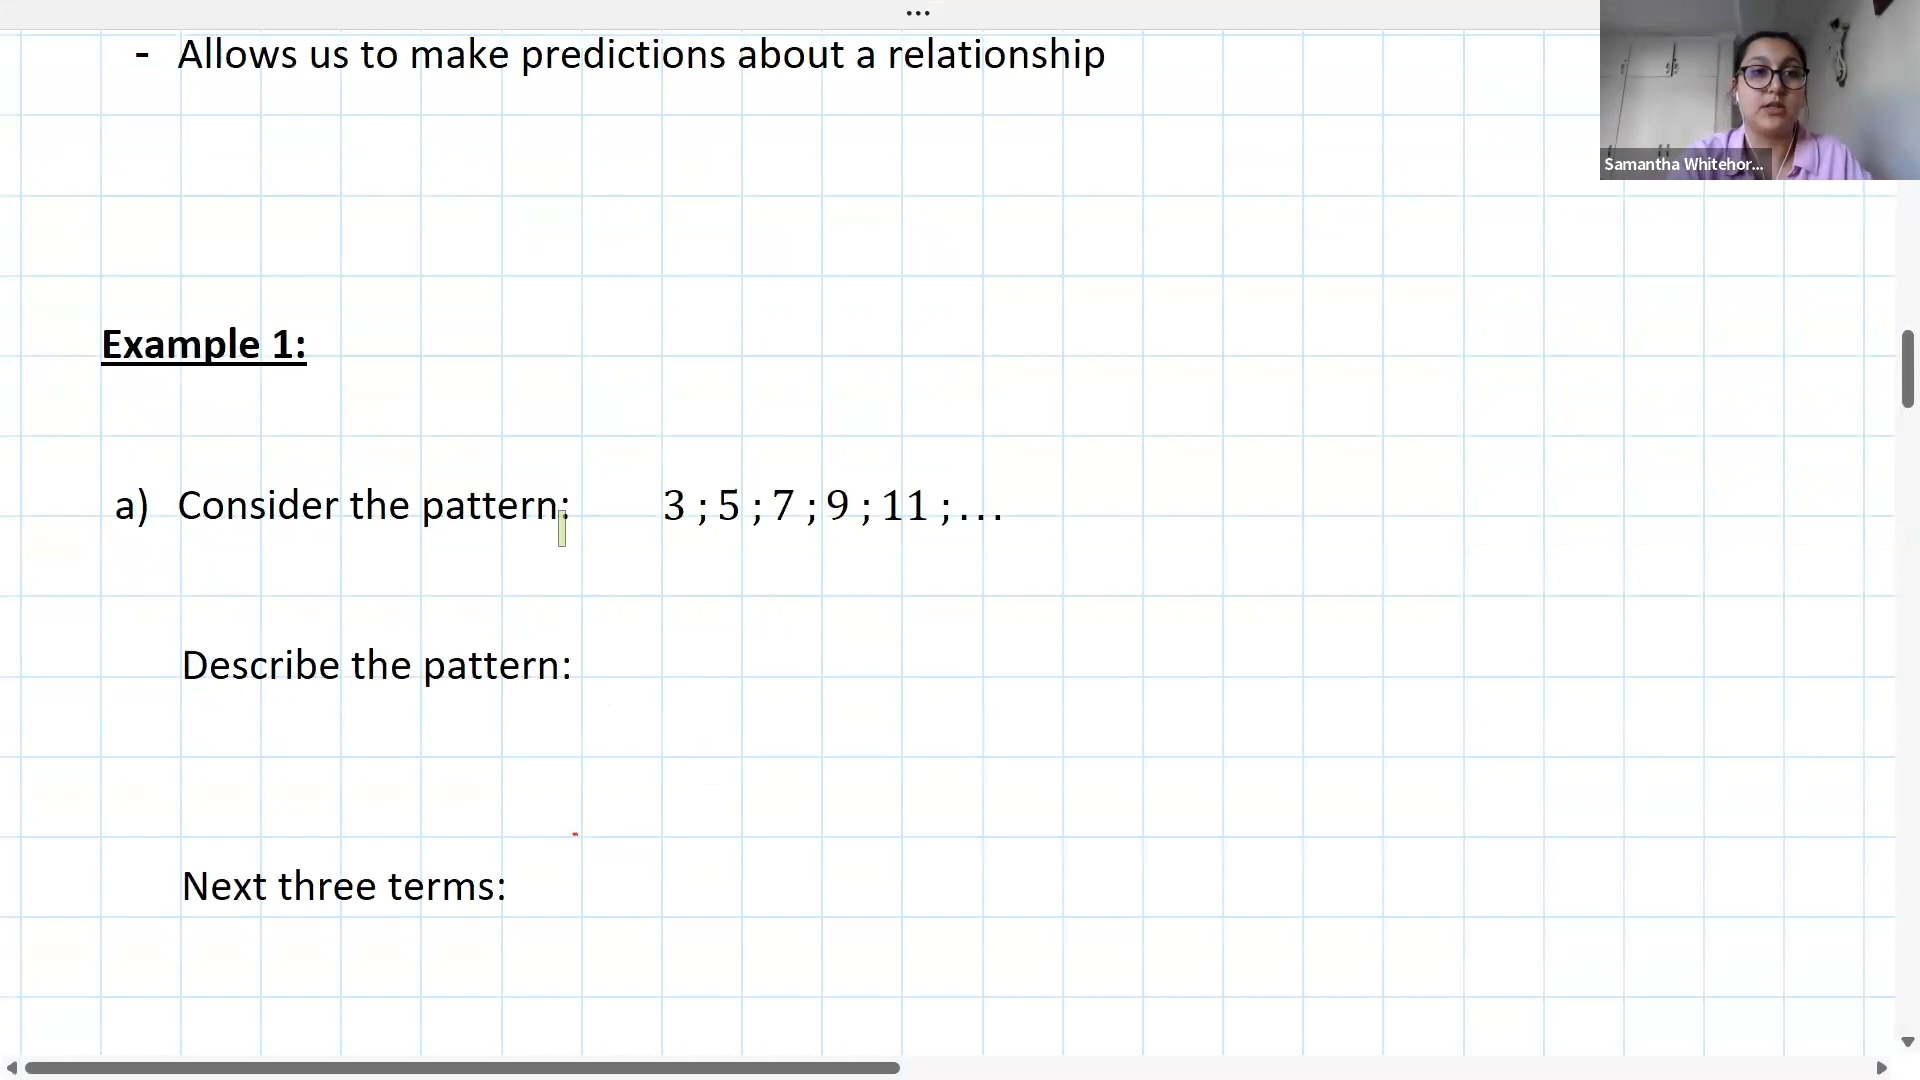 ...
- Allows us to make predictions about a relationship
Samantha Whitehor...
Example 1:
a) Consider the pattern: 3 ; 5 ; 7 ; 9 ; 11 ; ...
Describe the pattern:
Next three terms: